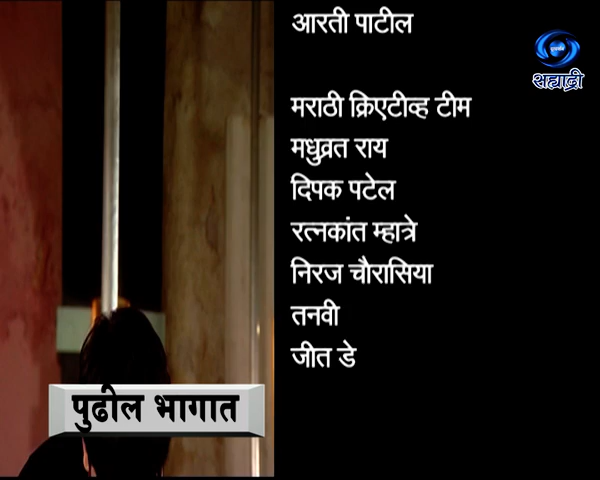 आरती पाटील
सह्याद्री
मराठी क्रिएटीव्ह टीम
मधुव्रत राय
दिपक पटेल
रत्नकांत म्हात्रे
निरज चौरासिया
तनवी
जीत डे
पुढील भागात